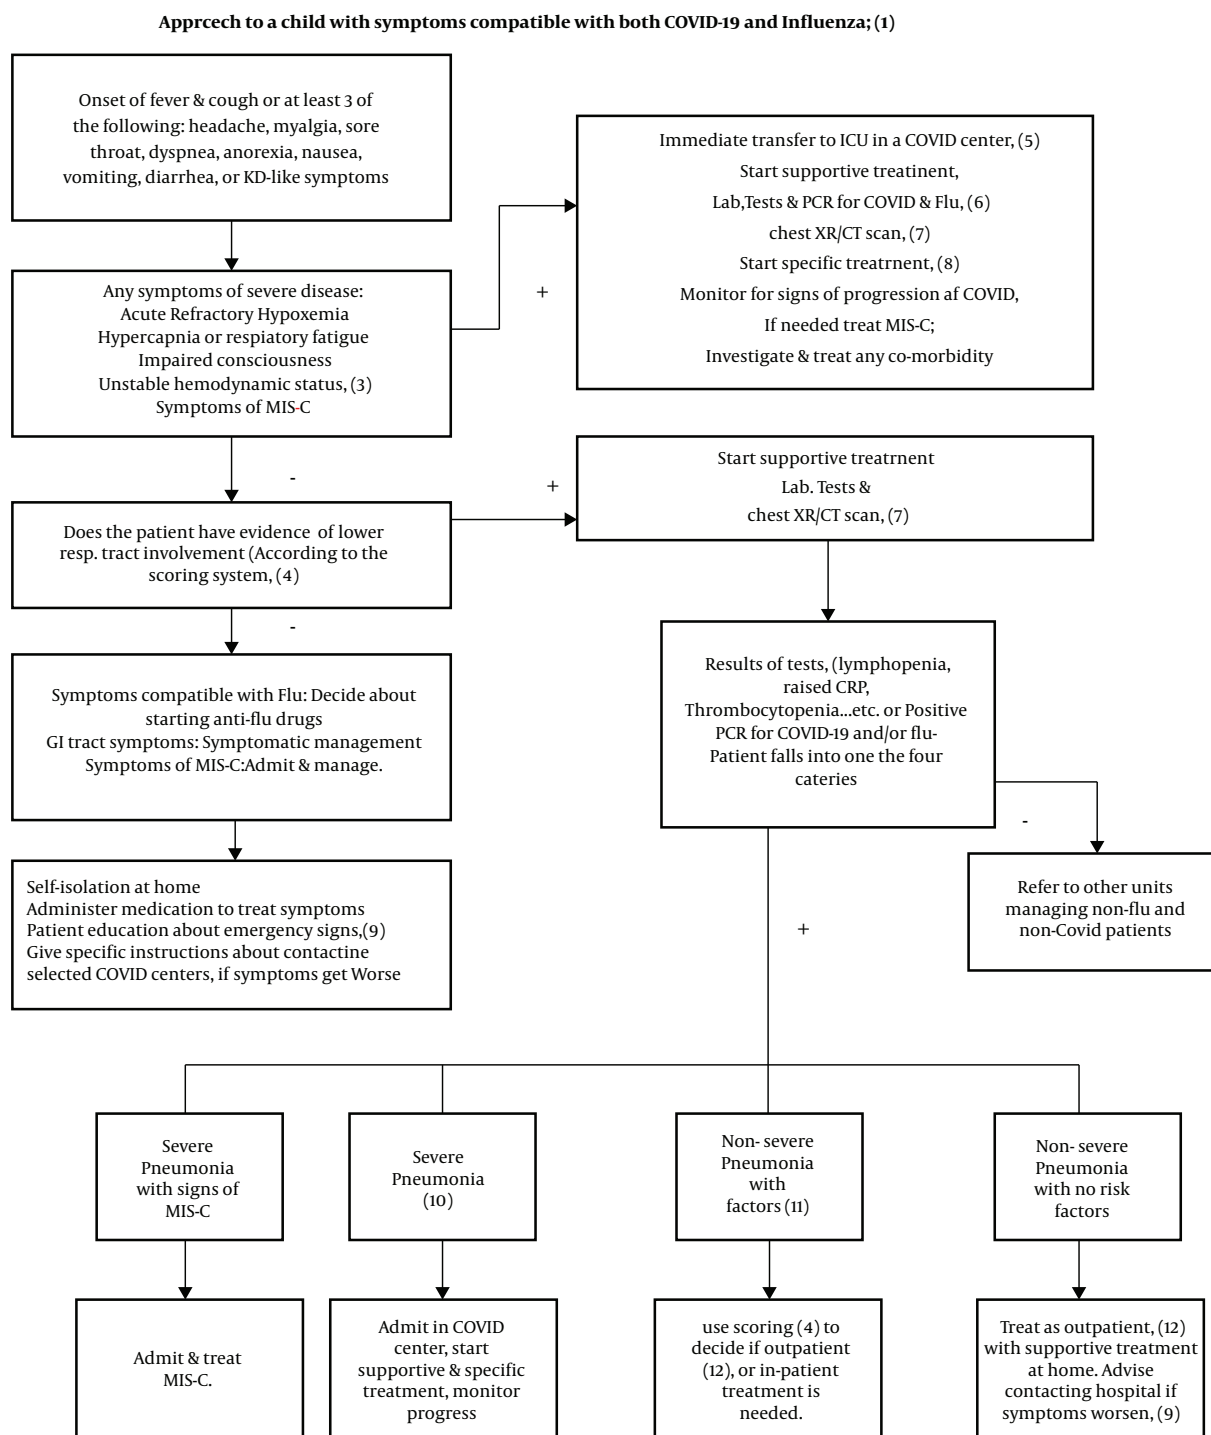 Apprcech to a child with symptoms compatible with both COVID-19 and Influenza; (1)
Onset of fever & cough or at least 3 of
the following: headache, myalgia, sore
throat, dyspnea, anorexia, nausea,
vomiting, diarrhea, or KD-like symptoms
Immediate transfer to ICU in a COVID center, (5)
Start supportive treatinent,
Lab,Tests & PCR for COVID & Flu, (6)
chest XR/CT scan, (7)
Start specific treatrnent, (8)
Monitor for signs of progression af COVID,
If needed treat MIS-C;
Investigate & treat any co-morbidity
Any symptoms of severe disease:
Acute Refractory Hypoxemia
Hypercapnia or respiatory fatigue
Impaired consciousness
Unstable hemodynamic status, (3)
Symptoms of MIS-C
+
-
+
Start supportive treatrnent
Lab. Tests &
chest XR/CT scan, (7)
Does the patient have evidence of lower
resp. tract involvement (According to the
scoring system, (4)
-
Symptoms compatible with Flu: Decide about
starting anti-flu drugs
GI tract symptoms: Symptomatic management
Symptoms of MIS-C:Admit & manage.
Results of tests, (lymphopenia,
raised CRP,
Thrombocytopenia...etc. or Positive
PCR for COVID-19 and/or flu-
Patient falls into one the four
cateries
-
Self-isolation at home
Administer medication to treat symptoms
Patient education about emergency signs,(9)
Give specific instructions about contactine
selected COVID centers, if symptoms get Worse
Refer to other units
managing non-flu and
non-Covid patients
+
Severe
Pneumonia
with signs of
MIS-C
Severe
Pneumonia
(10)
Non- severe
Pneumonia
with
factors (11)
Non- severe
Pneumonia
with no risk
factors
Admit & treat
MIS-C.
Admit in COVID
center, start
supportive & specific
treatment, monitor
progress
use scoring (4) to
decide if outpatient
(12), or in-patient
treatment is
needed.
Treat as outpatient, (12)
with supportive treatment
at home. Advise
contacting hospital if
symptoms worsen, (9)